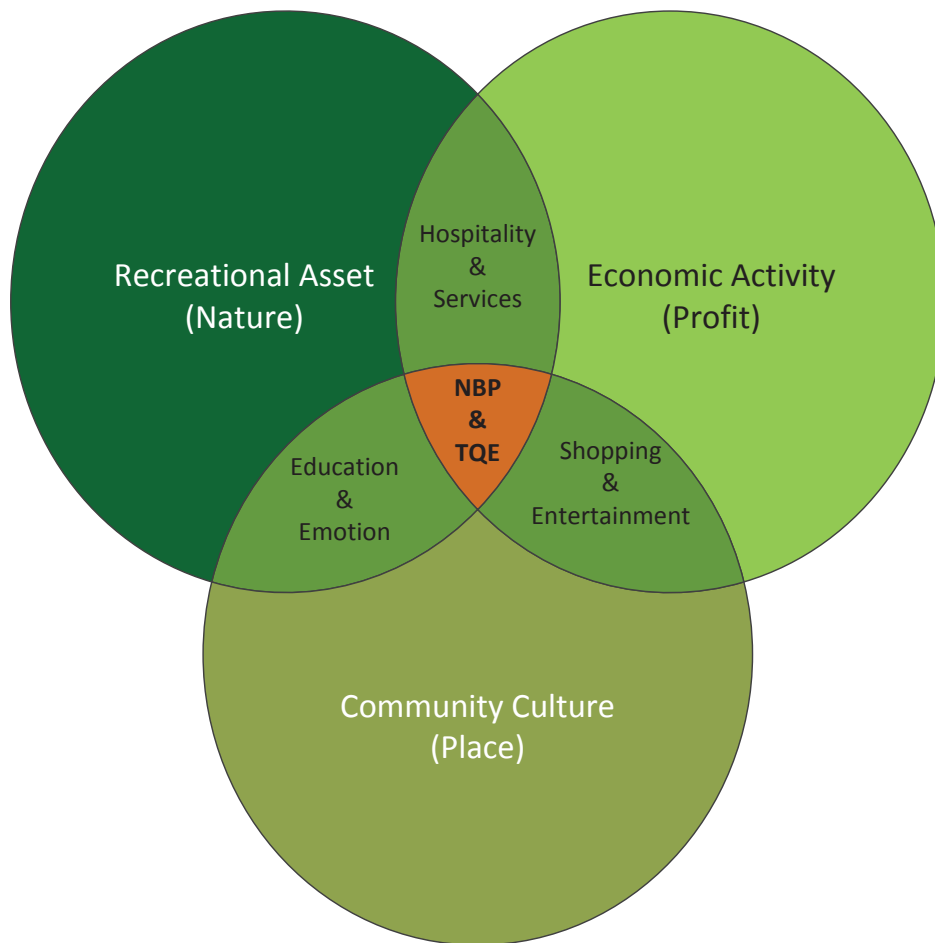 Hospitality
&
Services
Recreational Asset
(Nature)
Economic Activity
(Profit)
NBP
&
TQE
Education
&
Emotion
Shopping
&
Entertainment
Community Culture
(Place)